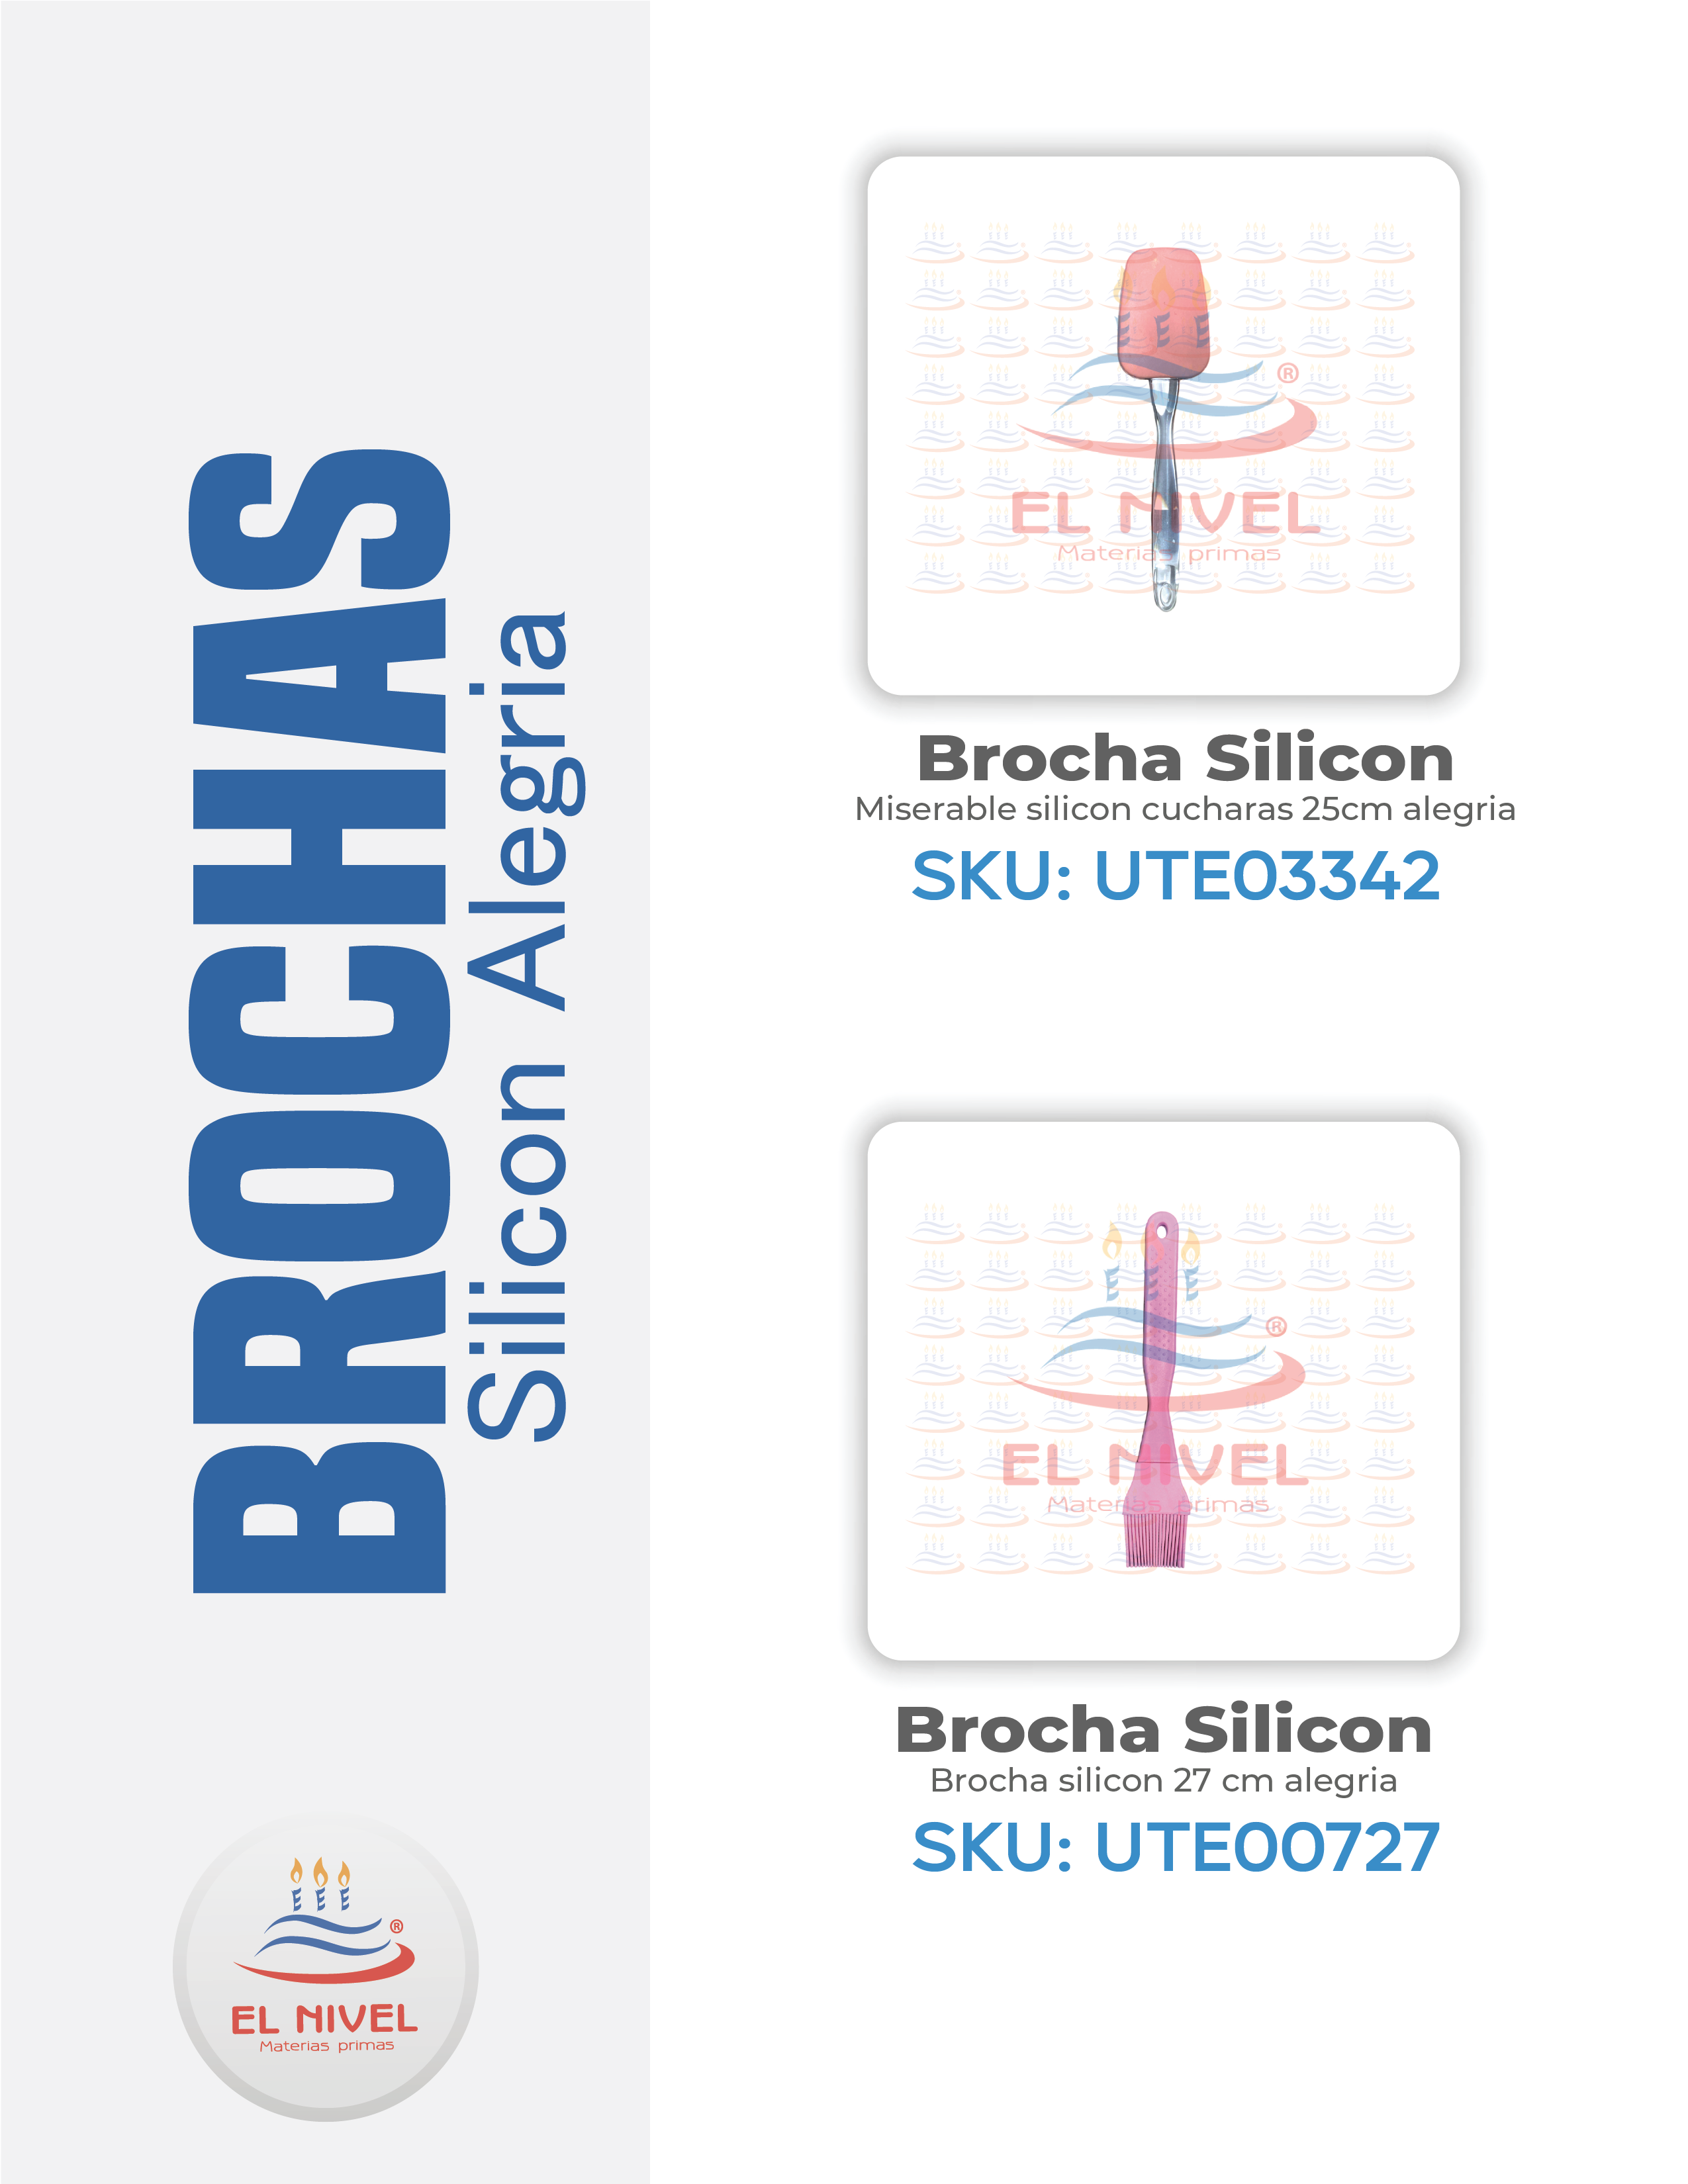 BROCHAS
Silicon Alegria
®
EL NIVEL
Materias primas
Brocha Silicon
Miserable silicon cucharas 25cm alegria
SKU: UTE03342
®
EL NIVEL
Materias primas
Brocha Silicon
Brocha silicon 27 cm alegria
SKU: UTE00727
®
EL NIVEL
Materias primas